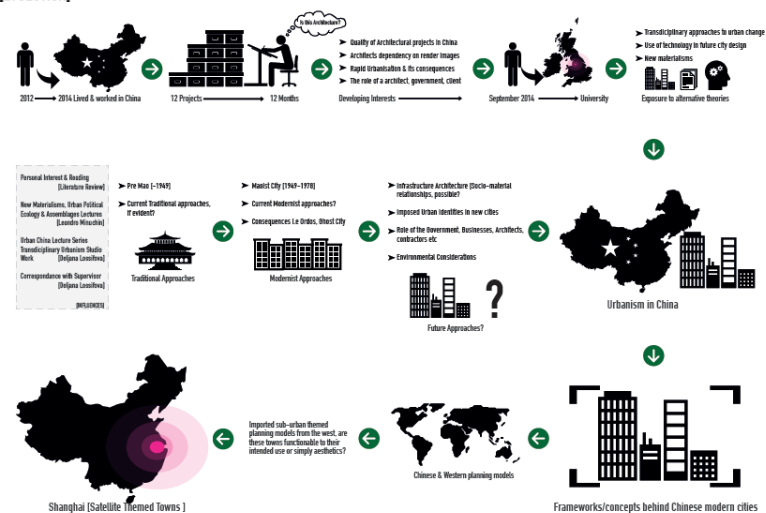 Is this Architecture?
Quality of Architectural projects in China
Architects dependency on render images
Rapid Urbanisation & its consequences
The role of a architect, government, client
Transdiciplinary approaches to urban change
Use of technology in future city design
New materialisms
2012
2014 Lived & worked in China
12 Projects
12 Months
Developing Interests
September 2014
University
Exposure to alternative theories
Personal Interest & Reading
[Literature Review]
New Materialisms, Urban Political
Ecology & Assemblages Lectures
[Leandro Minuchin]
Urban China Lecture Series
Transdiciplinary Urbanism Studio
Work
[Deljana Lossifova]
Correspondance with Supervisor
[Deljana Lossifova]
[INFLUENCES]
Pre Mao [-1949]
Current Traditional approaches,
if evident?
Traditional Approaches
Maoist City [1949-1978]
Current Modernist approaches?
Consequences i.e Ordos, Ghost City
Modernist Approaches
Infrastructure Architecture [Socio-material
relationships, possible?
Imposed Urban identities in new cities
Role of the Government, Businesses, Architects,
contractors etc
Environmental Considerations
?
Future Approaches?
Urbanism in China
Shanghai [Satellite Themed Towns ]
Imported sub-urban themed
planning models from the west, are
these towns functionable to their
intended use or simply aesthetics?
Chinese & Western planning models
Frameworks/concepts behind Chinese modern cities